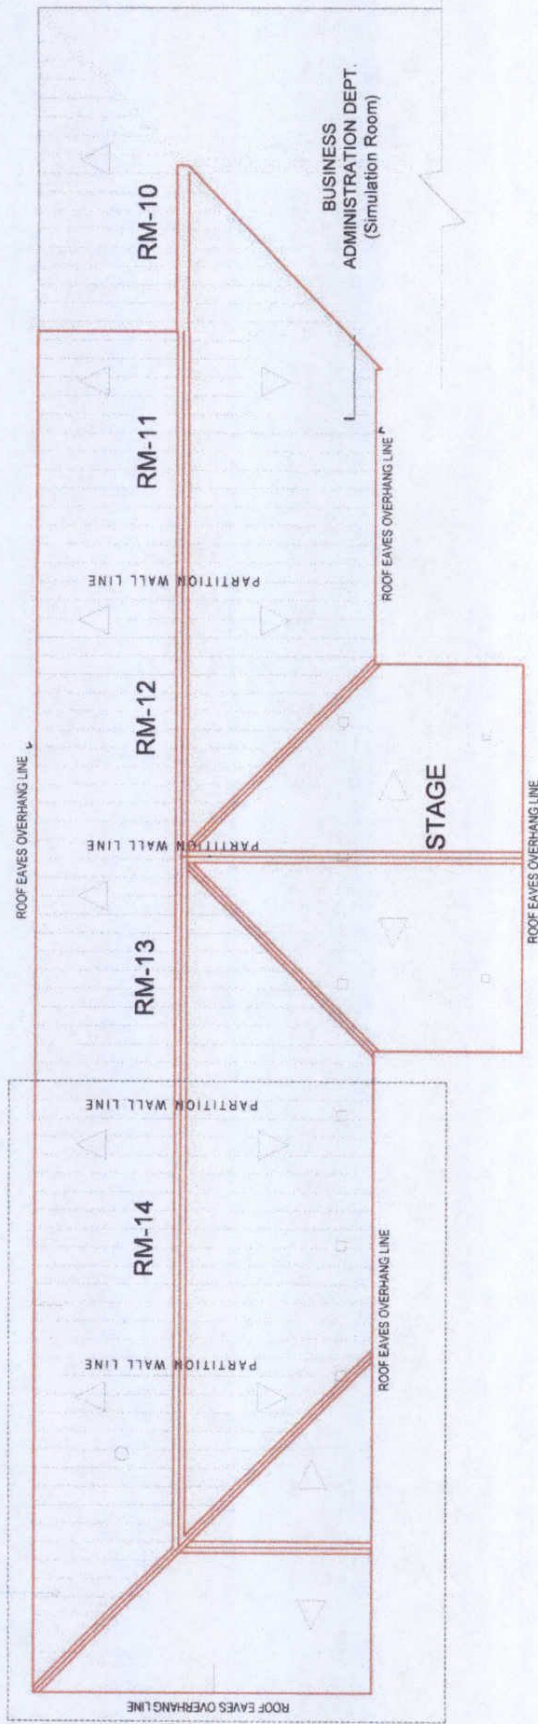 ROOF EAVES OVERHANG LINE
RM-14
RM-13
RM-12
RM-11
RM-10
PARTITION WALL LINE
PARTITION WALL LINE
PARTITION WALL LINE
PARTITION WALL LINE
ROOF EAVES OVERHANG LINE
ROOF EAVES OVERHANG LINE
STAGE
ROOF EAVES OVERHANG LINE
BUSINESS
ADMINISTRATION DEPT.
(Simulation Room)
ROOF EAVES OVERHANG LINE